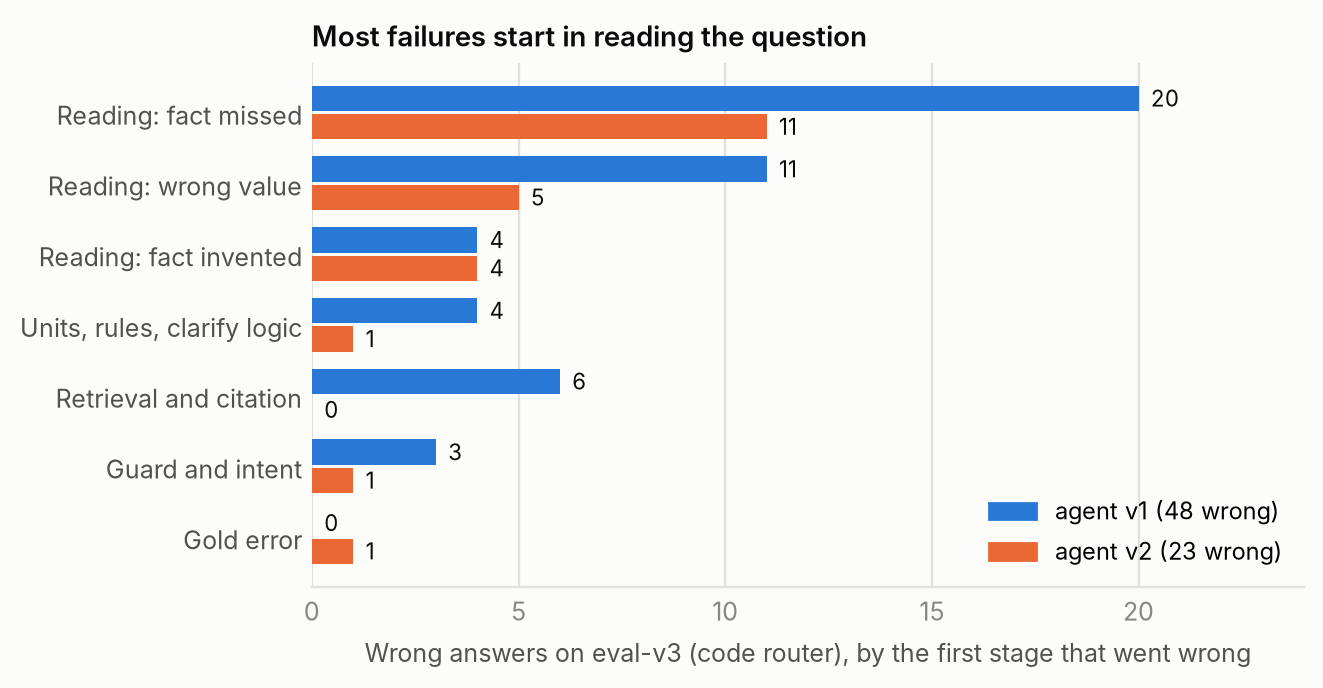 Most failures start in reading the question
Reading: fact missed
20
11
Reading: wrong value
11
5
Reading: fact invented
4
4
Units, rules, clarify logic
4
1
Retrieval and citation
6
0
Guard and intent
3
1
Gold error
0
1
agent v1 (48 wrong)
agent v2 (23 wrong)
0 5 10 15 20
Wrong answers on eval-v3 (code router), by the first stage that went wrong